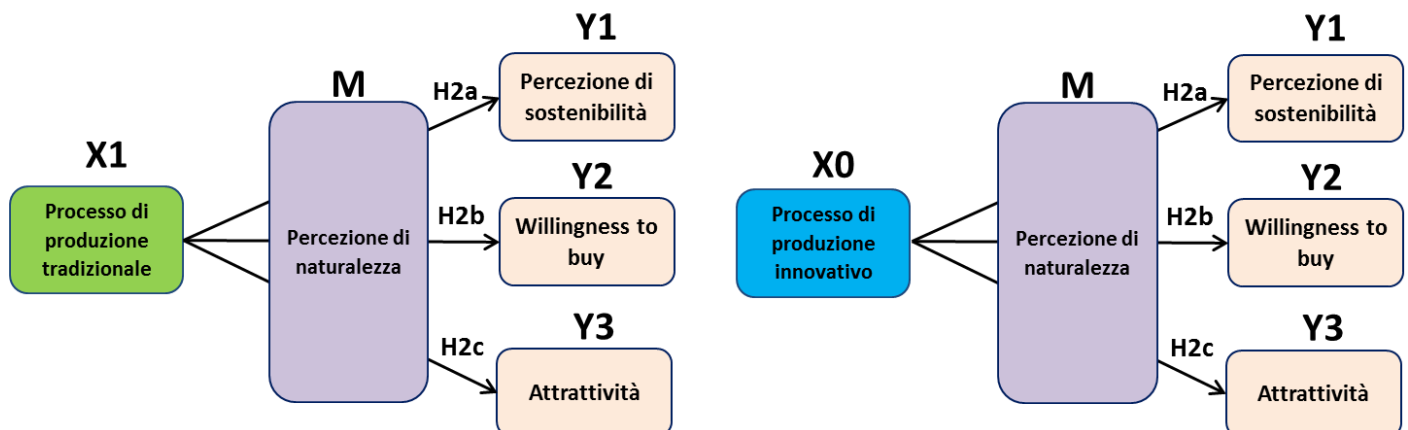 Y1
M
H2a
Percezione di
sostenibilità
X1
Processo di
produzione
tradizionale
Percezione di
naturalezza
Y2
H2b
Willingness to
buy
Y3
H2c
Attrattività
Y1
M
H2a
Percezione di
sostenibilità
X0
Processo di
produzione
innovativo
Percezione di
naturalezza
Y2
H2b
Willingness to
buy
Y3
H2c
Attrattività